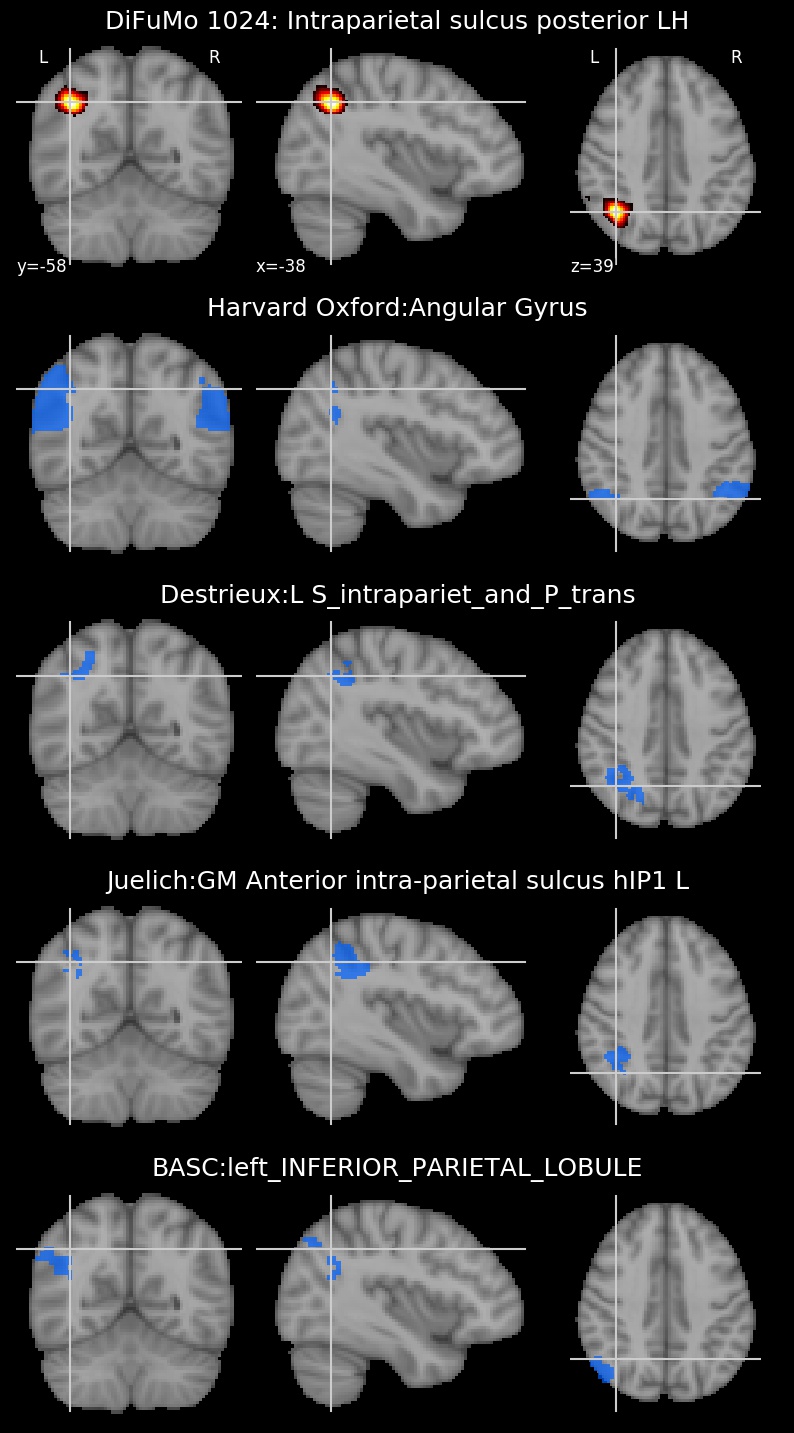 DiFuMo 1024: Intraparietal sulcus posterior LH
L R L R
y=-58 x=-38 z=39
Harvard Oxford:Angular Gyrus
Destrieux:L S_intrapariet_and_P_trans
Juelich:GM Anterior intra-parietal sulcus hIP1 L
BASC:left_INFERIOR_PARIETAL_LOBULE